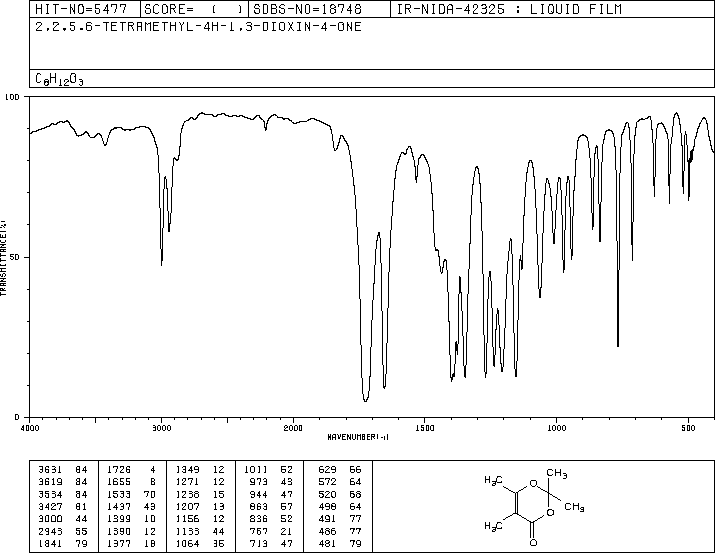 HIT-NO=5477 SCORE= ( ) SDBS-NO=18748 IR-NIDA-42325 : LIQUID FILM
2,2,5,6-TETRAMETHYL-4H-1,3-DIOXIN-4-ONE
C8H12O3
100
50
0
TRANSMITTANCE(%)
4000 3000 2000 1500 1000 500
WAVENUMBER(-1)
3631 84 1726 4 1349 12 1011 52 629 66
3619 84 1655 8 1271 12 973 43 572 64
3534 84 1533 70 1238 15 944 47 520 68
3427 81 1437 43 1207 13 863 57 498 64
3000 44 1399 10 1156 12 836 52 491 77
2943 55 1390 12 1133 44 767 21 486 77
1841 79 1377 18 1064 36 713 47 481 79
H3C O CH3
CH3
H3C O
O